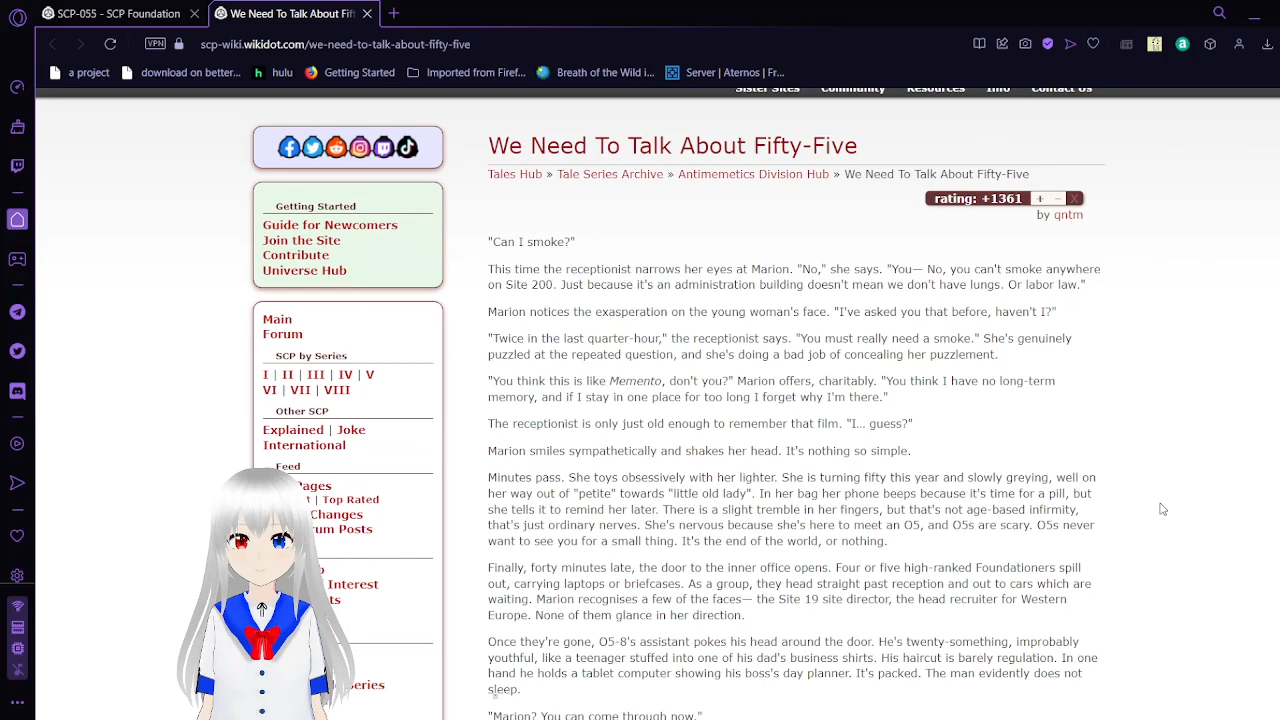 SCP-055 - SCP Foundation
We Need To Talk About Fif
VPN
scp-wiki.wikidot.com/we-need-to-talk-about-fifty-five
a project
download on better...
hulu
Getting Started
Imported from Firef...
Breath of the Wild i...
Server | Aternos | Fr...
Sister Sites
Community
Resources
Info
Contact Us
We Need To Talk About Fifty-Five
Tales Hub » Tale Series Archive » Antimemetics Division Hub » We Need To Talk About Fifty-Five
rating: +1361 + – X
by qntm
Getting Started
Guide for Newcomers
Join the Site
Contribute
Universe Hub
Main
Forum
SCP by Series
I | II | III | IV | V
VI | VII | VIII
Other SCP
Explained | Joke
International
Feed
Pages
| Top Rated
Changes
um Posts
Interest
ts
Series
"Can I smoke?"
This time the receptionist narrows her eyes at Marion. "No," she says. "You— No, you can't smoke anywhere
on Site 200. Just because it's an administration building doesn't mean we don't have lungs. Or labor law."
Marion notices the exasperation on the young woman's face. "I've asked you that before, haven't I?"
"Twice in the last quarter-hour," the receptionist says. "You must really need a smoke." She's genuinely
puzzled at the repeated question, and she's doing a bad job of concealing her puzzlement.
"You think this is like Memento, don't you?" Marion offers, charitably. "You think I have no long-term
memory, and if I stay in one place for too long I forget why I'm there."
The receptionist is only just old enough to remember that film. "I... guess?"
Marion smiles sympathetically and shakes her head. It's nothing so simple.
Minutes pass. She toys obsessively with her lighter. She is turning fifty this year and slowly greying, well on
her way out of "petite" towards "little old lady". In her bag her phone beeps because it's time for a pill, but
she tells it to remind her later. There is a slight tremble in her fingers, but that's not age-based infirmity,
that's just ordinary nerves. She's nervous because she's here to meet an O5, and O5s are scary. O5s never
want to see you for a small thing. It's the end of the world, or nothing.
Finally, forty minutes late, the door to the inner office opens. Four or five high-ranked Foundationers spill
out, carrying laptops or briefcases. As a group, they head straight past reception and out to cars which are
waiting. Marion recognises a few of the faces— the Site 19 site director, the head recruiter for Western
Europe. None of them glance in her direction.
Once they're gone, O5-8's assistant pokes his head around the door. He's twenty-something, improbably
youthful, like a teenager stuffed into one of his dad's business shirts. His haircut is barely regulation. In one
hand he holds a tablet computer showing his boss's day planner. It's packed. The man evidently does not
sleep.
"Marion? You can come through now."